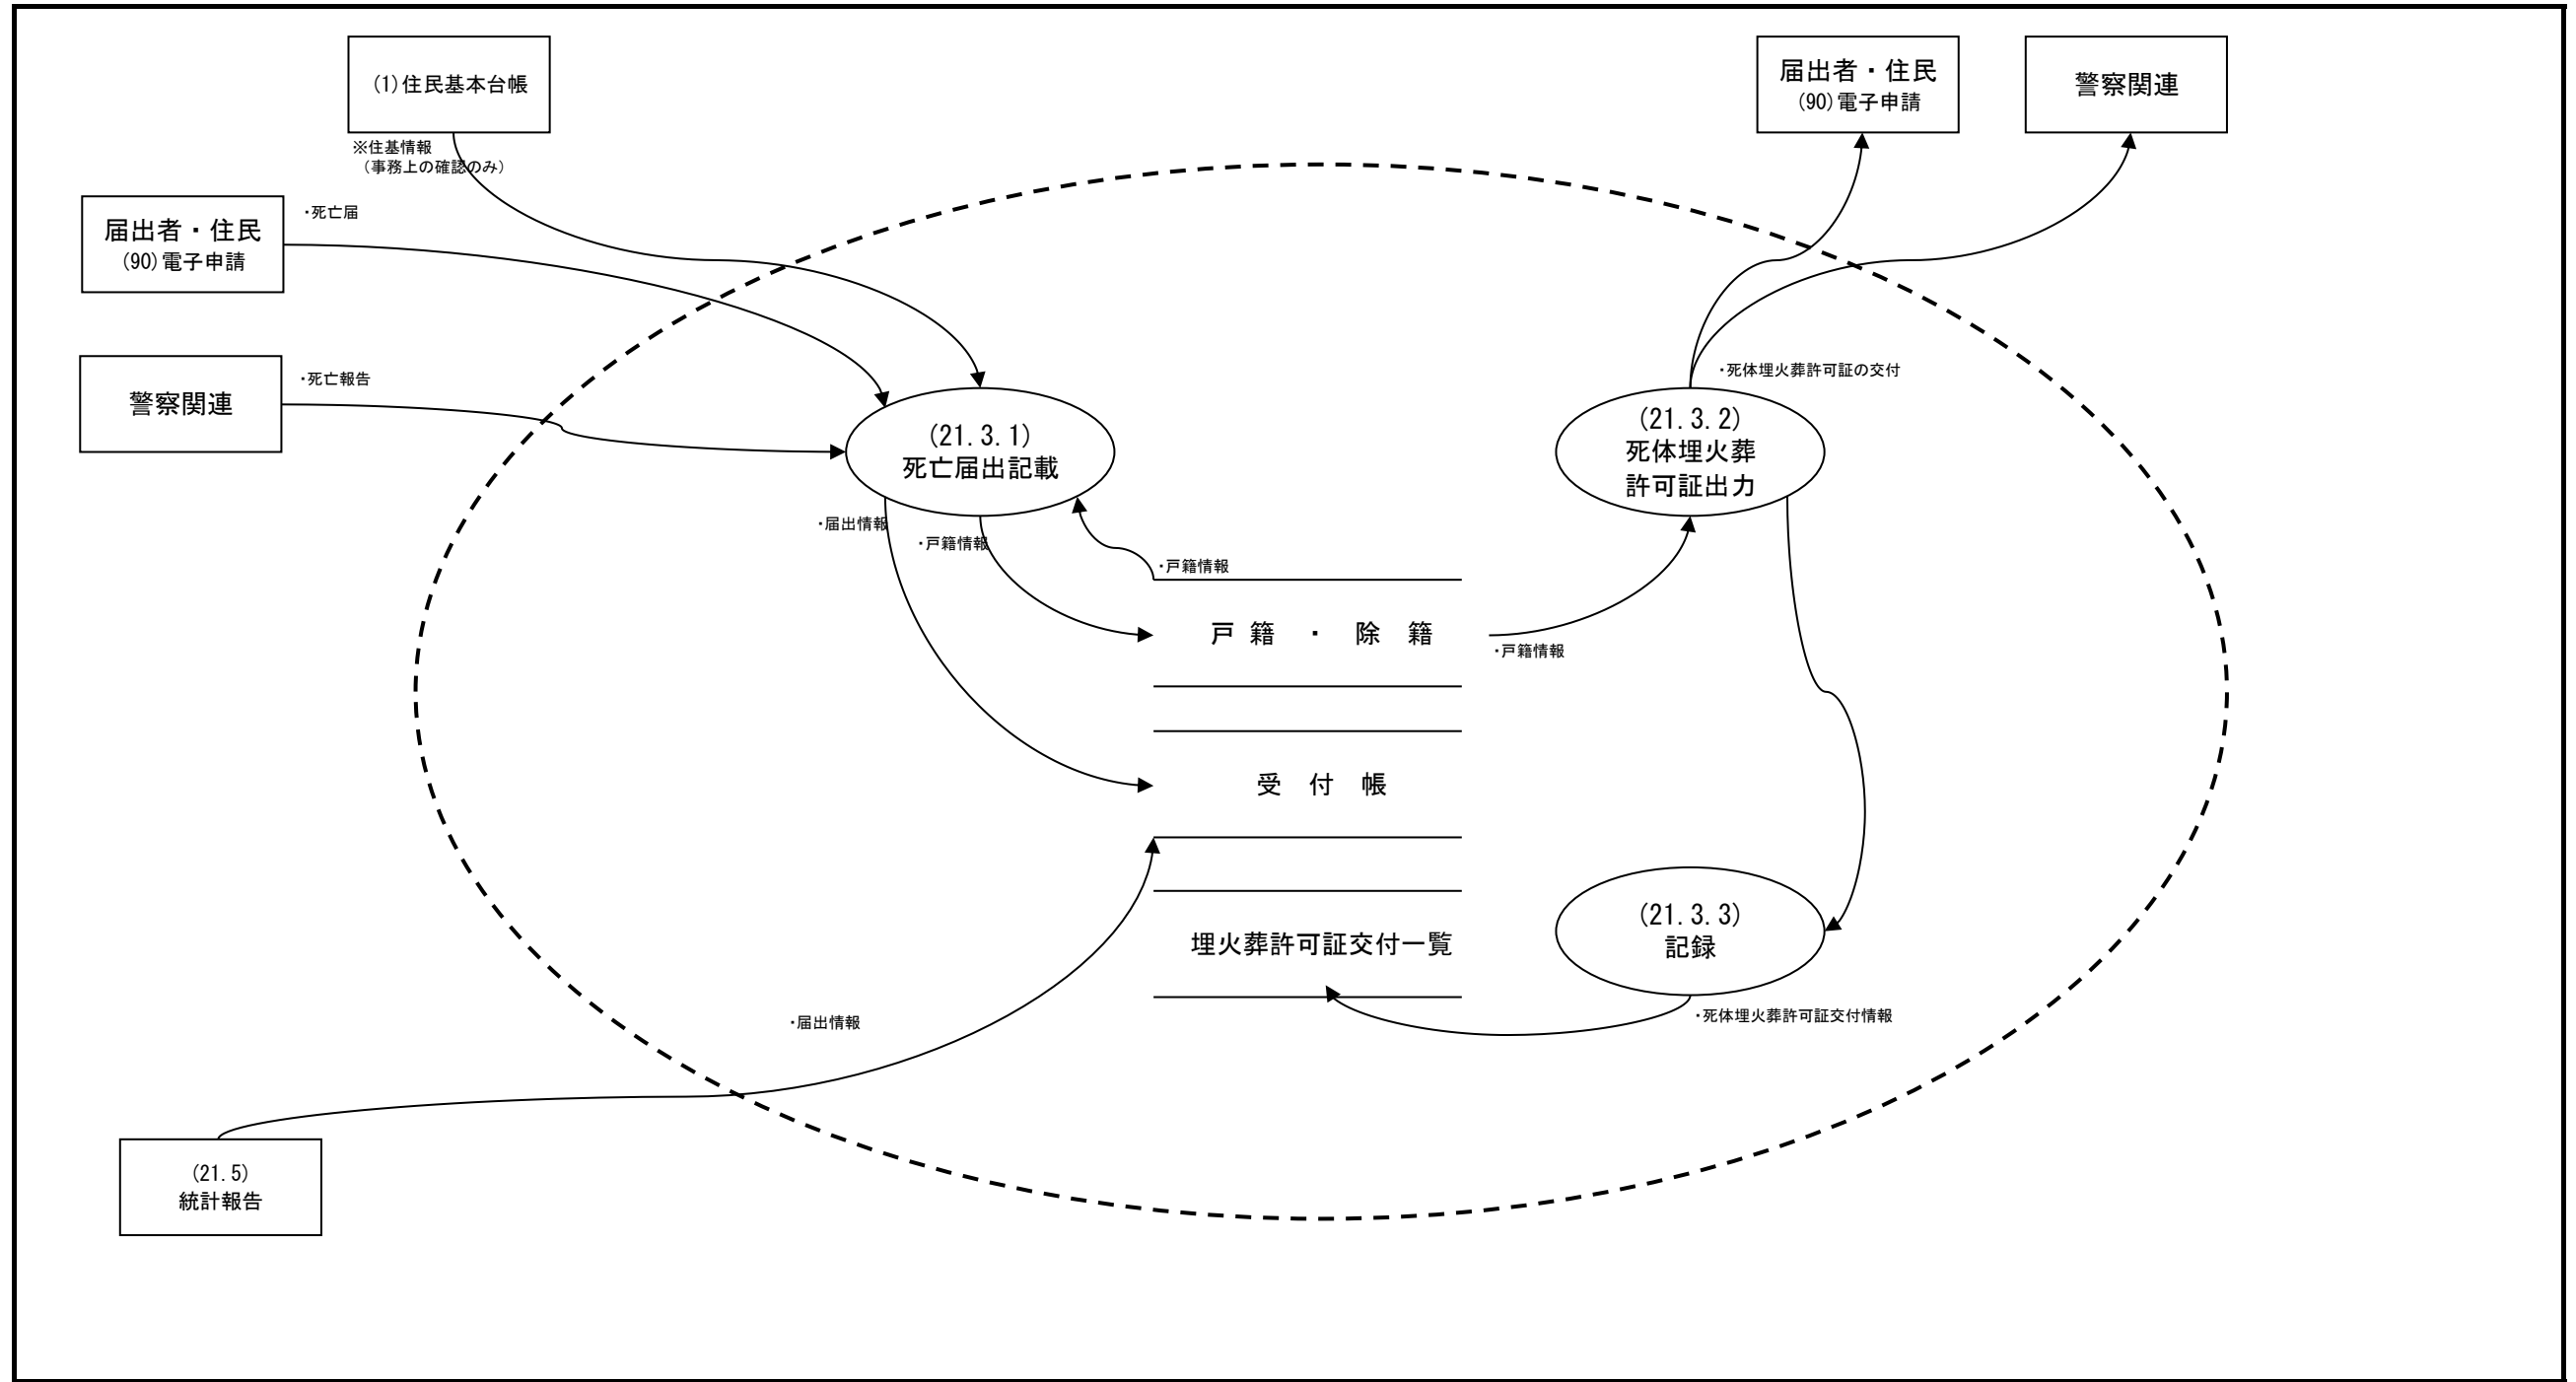 (1)住民基本台帳
届出者・住民
(90)電子申請
警察関連
※住基情報
（事務上の確認のみ）
届出者・住民
(90)電子申請
・死亡届
警察関連
・死亡報告
・死体埋火葬許可証の交付
(21.3.1)
死亡届出記載
(21.3.2)
死体埋火葬
許可証出力
・届出情報
・戸籍情報
・戸籍情報
戸 籍 ・ 除 籍
・戸籍情報
受 付 帳
埋火葬許可証交付一覧
(21.3.3)
記録
・届出情報
・死体埋火葬許可証交付情報
(21.5)
統計報告